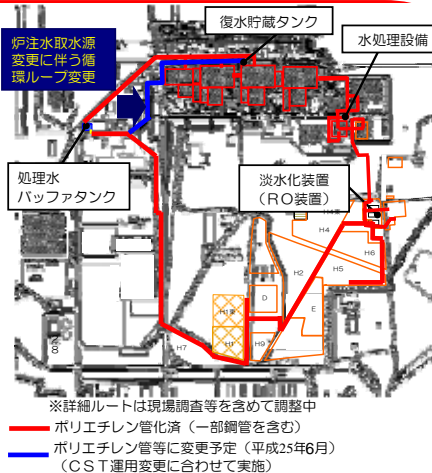 復水貯蔵タンク
炉注水取水源
変更に伴う循
環ループ変更
水処理設備
処理水
バッファタンク
淡水化装置
（RO装置）
H4
H6
H5
H2
D
E
H1東
H1
H9
H7
※詳細ルートは現場調査等を含めて調整中
ポリエチレン管化済（一部鋼管を含む）
ポリエチレン管等に変更予定（平成25年6月）
（CST運用変更に合わせて実施）